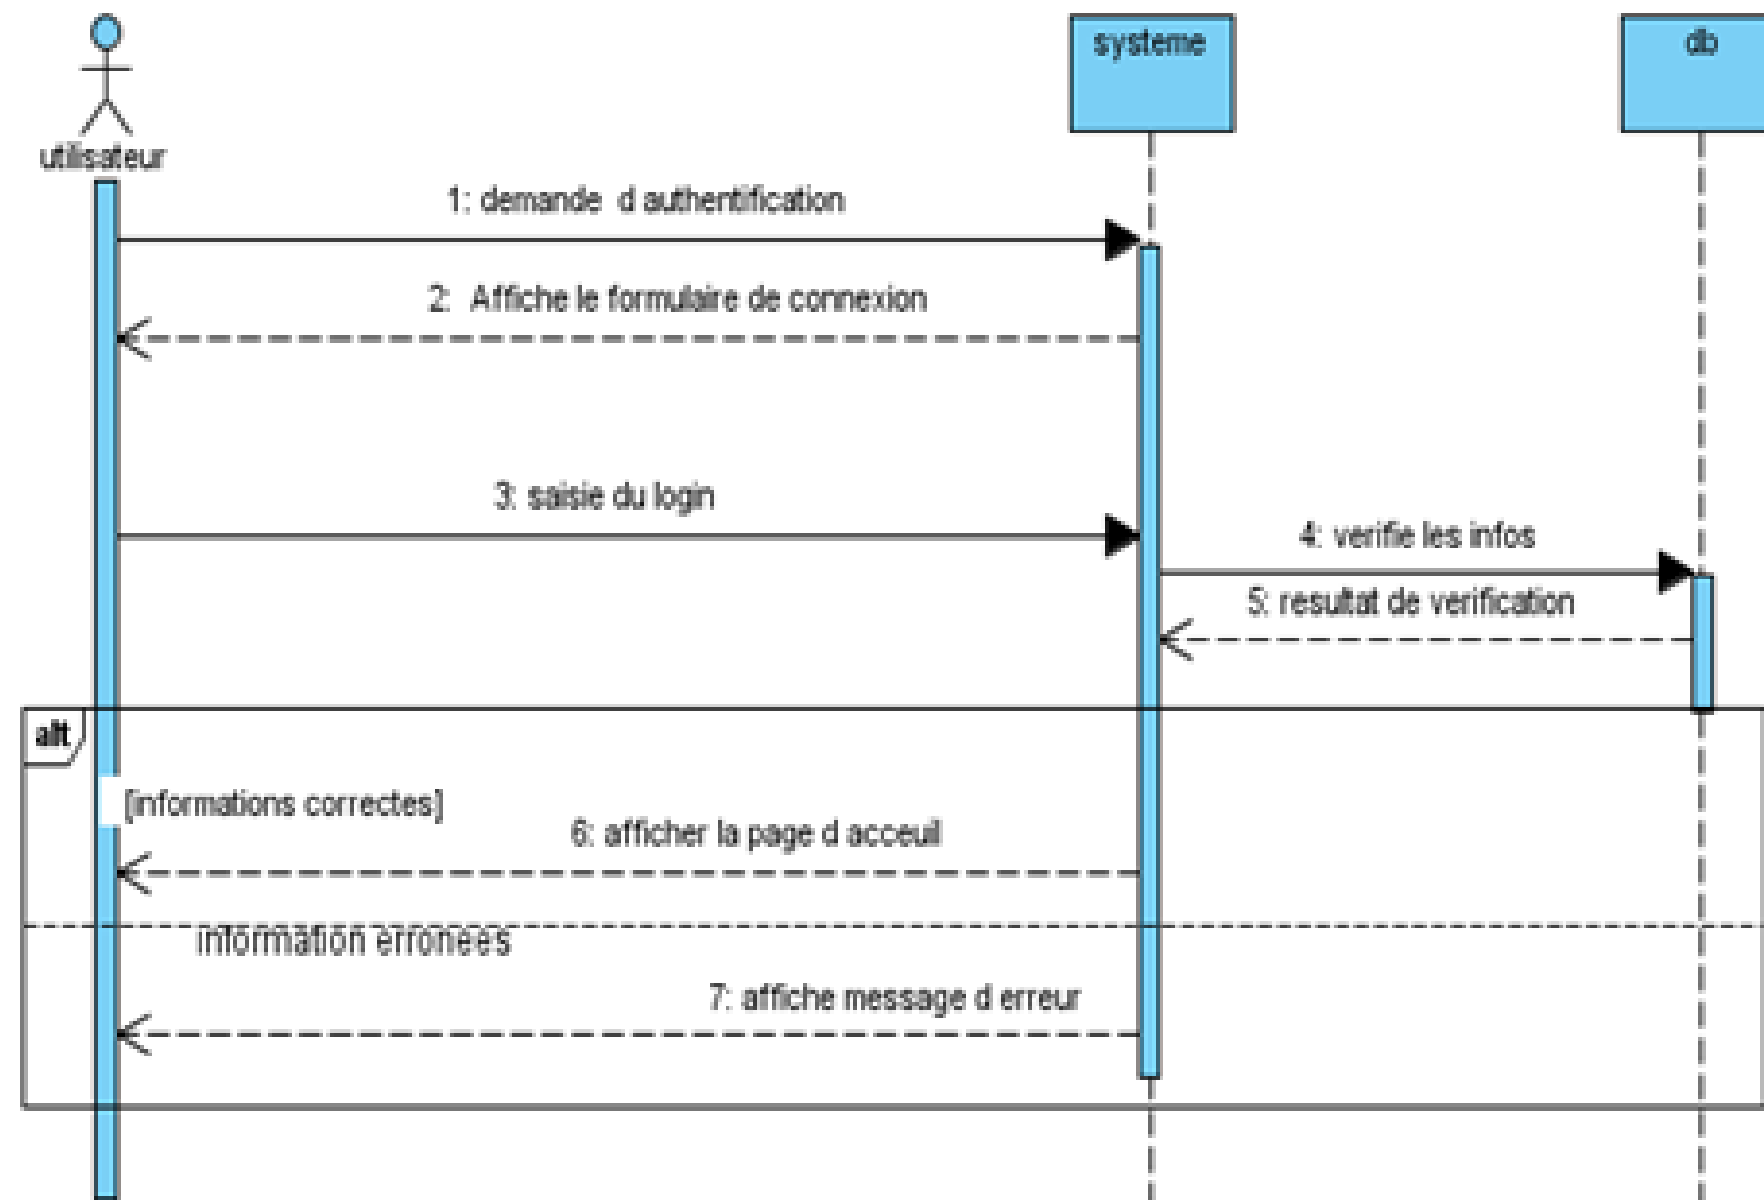 systeme
db
utilisateur
1: demande d authentification
2: Affiche le formulaire de connexion
3: saisie du login
4: verifie les infos
5: resultat de verification
alt
[informations correctes]
6: afficher la page d acceuil
information erronees
7: affiche message d erreur